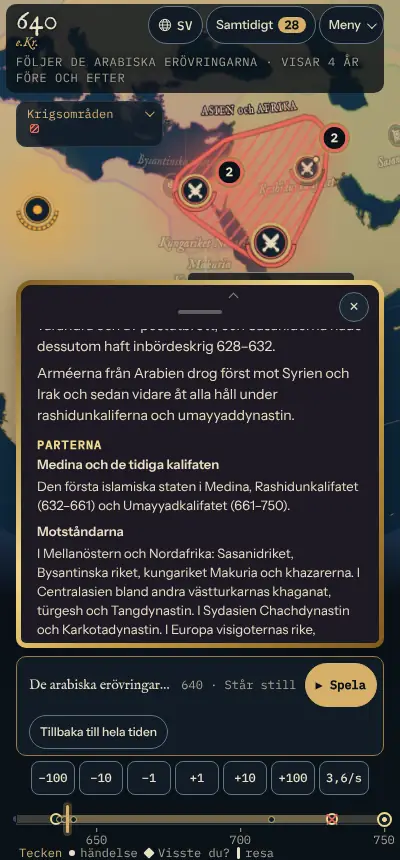 640
e.Kr.
SV
Samtidigt 28
Meny
FÖLJER DE ARABISKA ERÖVRINGARNA · VISAR 4 ÅR
FÖRE OCH EFTER
Krigsområden
ASIEN och AFRIKA
2
2
Bysantinska
Kungariket
Makuria
×
dessutom haft inbördeskrig 628–632.
Arméerna från Arabien drog först mot Syrien och
Irak och sedan vidare åt alla håll under
rashidunkaliferna och umayyaddynastin.
PARTERNA
Medina och de tidiga kalifaten
Den första islamiska staten i Medina, Rashidunkalifatet
(632–661) och Umayyadkalifatet (661–750).
Motståndarna
I Mellanöstern och Nordafrika: Sasanidriket,
Bysantinska riket, kungariket Makuria och khazarerna. I
Centralasien bland andra västturkarnas khaganat,
türgesh och Tangdynastin. I Sydasien Chachdynastin
och Karkotadynastin. I Europa visigoternas rike,
De arabiska erövringar… 640 · Står still
▶ Spela
Tillbaka till hela tiden
−100 −10 −1 +1 +10 +100 3,6/s
650 700 750
Tecken händelse Visste du? resa